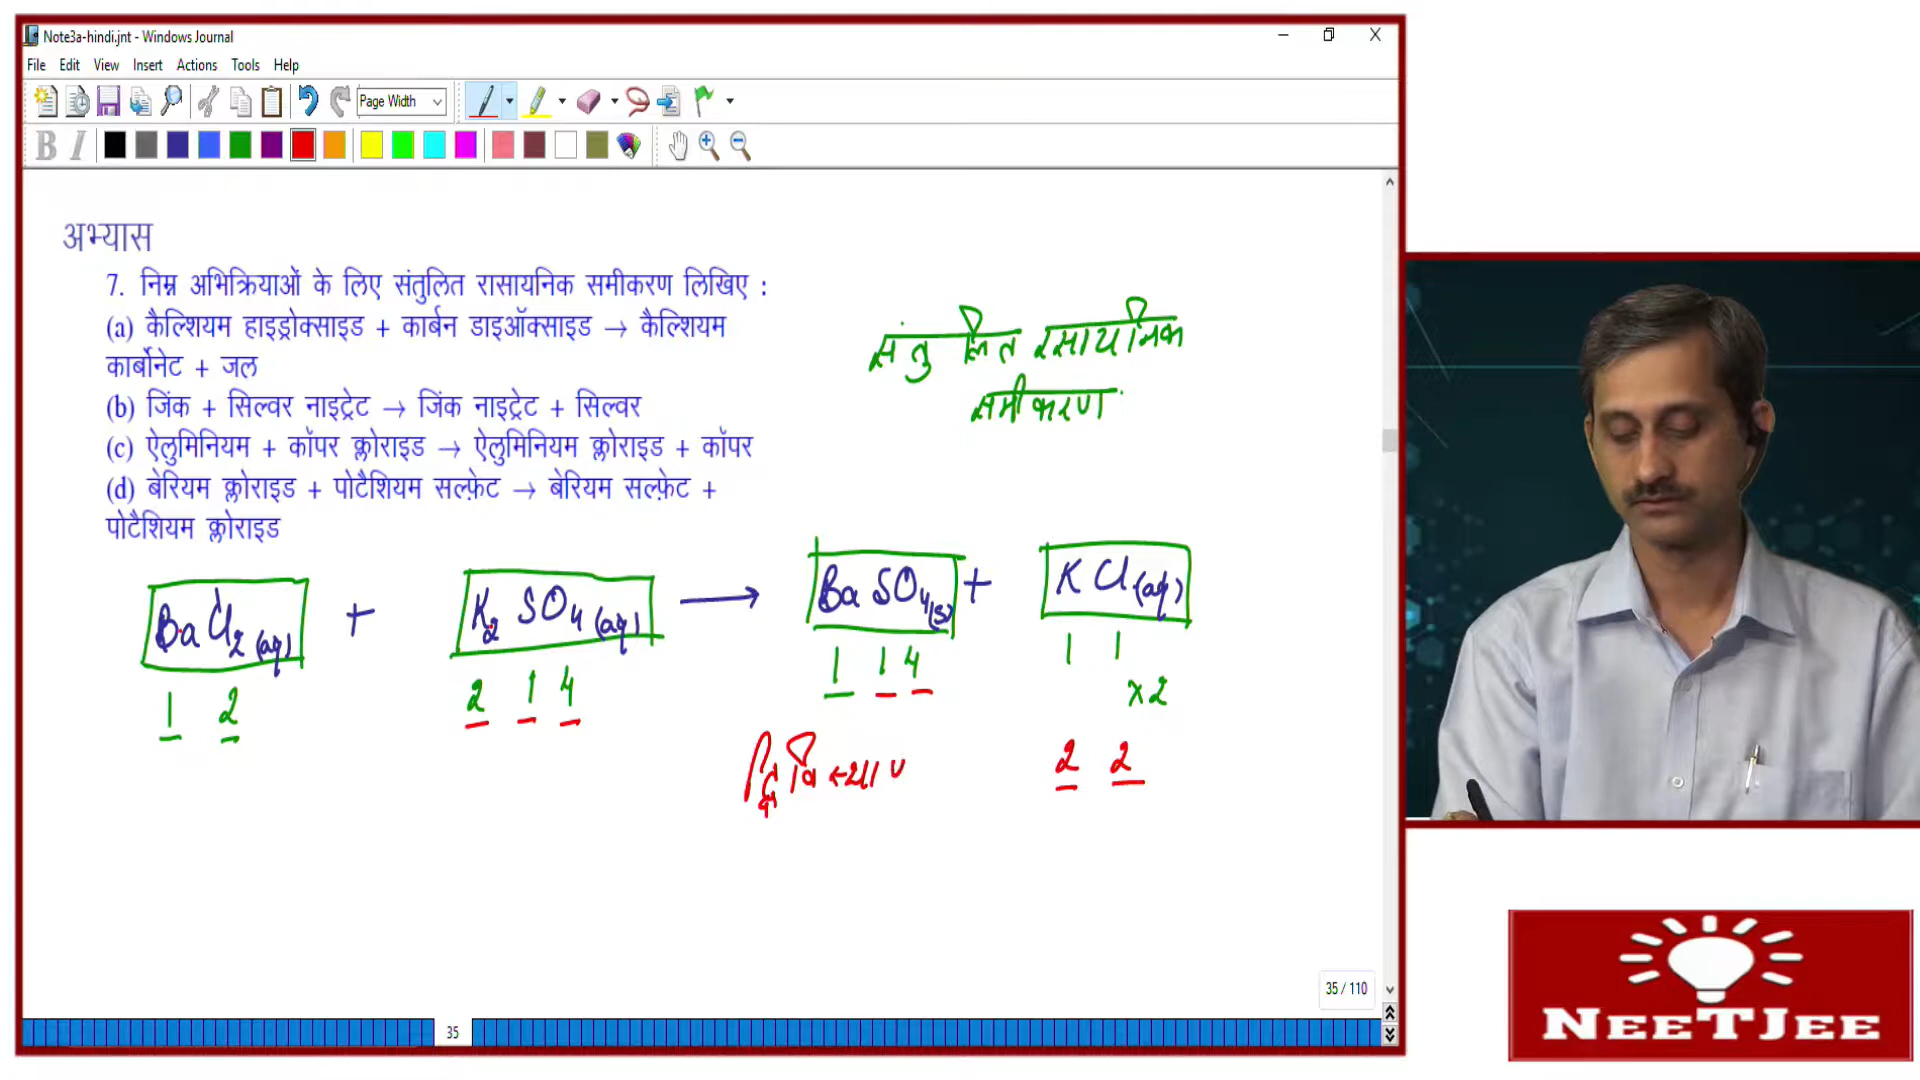 Note3a-hindi.jnt - Windows Journal
File Edit View Insert Actions Tools Help
Page Width
B I
अभ्यास
7. निम्न अभिक्रियाओं के लिए संतुलित रासायनिक समीकरण लिखिए :
(a) कैल्शियम हाइड्रोक्साइड + कार्बन डाइऑक्साइड → कैल्शियम
कार्बोनेट + जल
(b) जिंक + सिल्वर नाइट्रेट → जिंक नाइट्रेट + सिल्वर
(c) ऐलुमिनियम + कॉपर क्लोराइड → ऐलुमिनियम क्लोराइड + कॉपर
(d) बेरियम क्लोराइड + पोटैशियम सल्फ़ेट → बेरियम सल्फ़ेट +
पोटैशियम क्लोराइड
संतुलित रसायनिक
समीकरण
BaCl2(aq) + K2SO4(aq) → BaSO4(s) + KCl(aq)
1 2 2 1 4 1 1 4 1 1
×2
2 2
35 / 110
35
NEETJEE